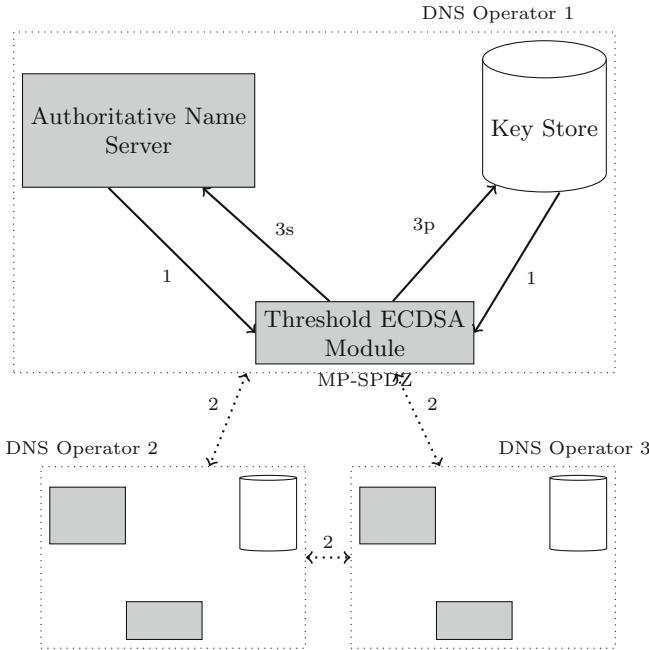 DNS Operator 1
Authoritative Name
Server
Key Store
3s
3p
1
1
Threshold ECDSA
Module
MP-SPDZ
2
2
DNS Operator 2
DNS Operator 3
2